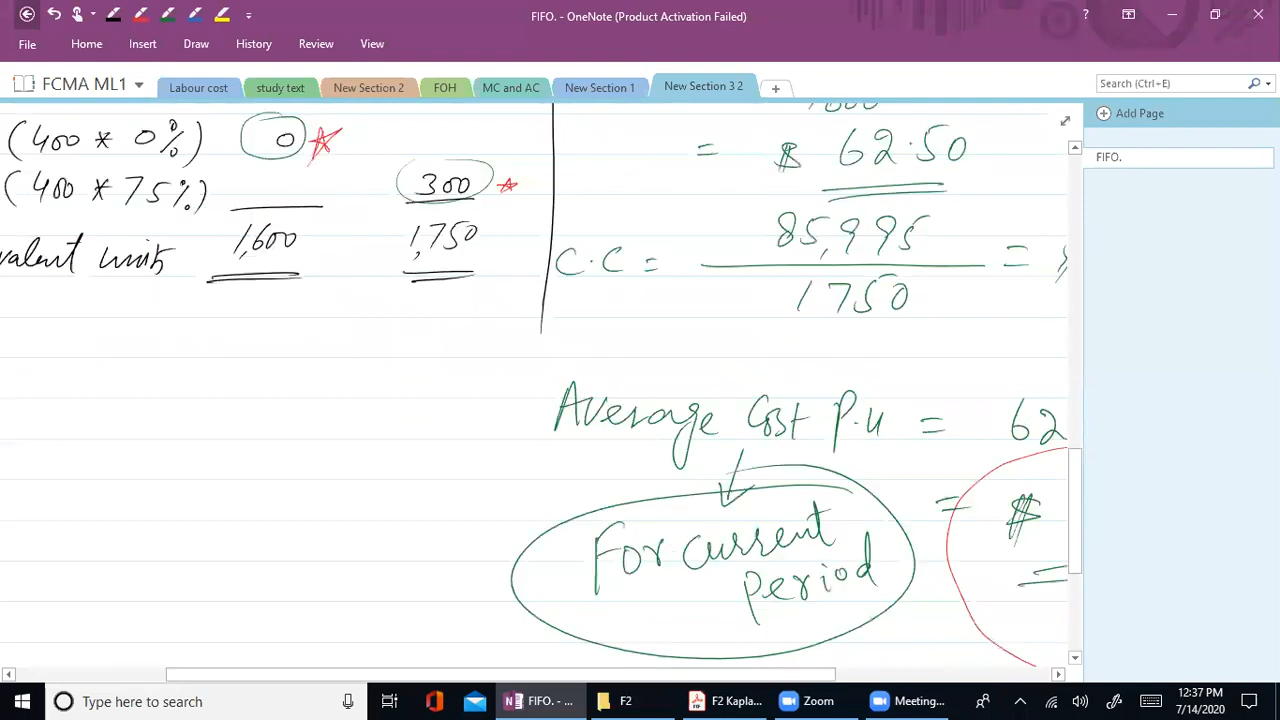 FIFO. - OneNote (Product Activation Failed)
?
File Home Insert Draw History Review View
FCMA ML1
Labour cost study text New Section 2 FOH MC and AC New Section 1 New Section 3 2
Search (Ctrl+E)
Add Page
FIFO.
(400 * 0%) 0
(400 * 75%) 300
valent units 1,600 1,750
= $ 62.50
C.C = 85,995 =
1750
Average Cost P.U = 62
For current = $
period
Type here to search
FIFO. - ...
F2
F2 Kapla...
Zoom
Meeting...
12:37 PM
7/14/2020